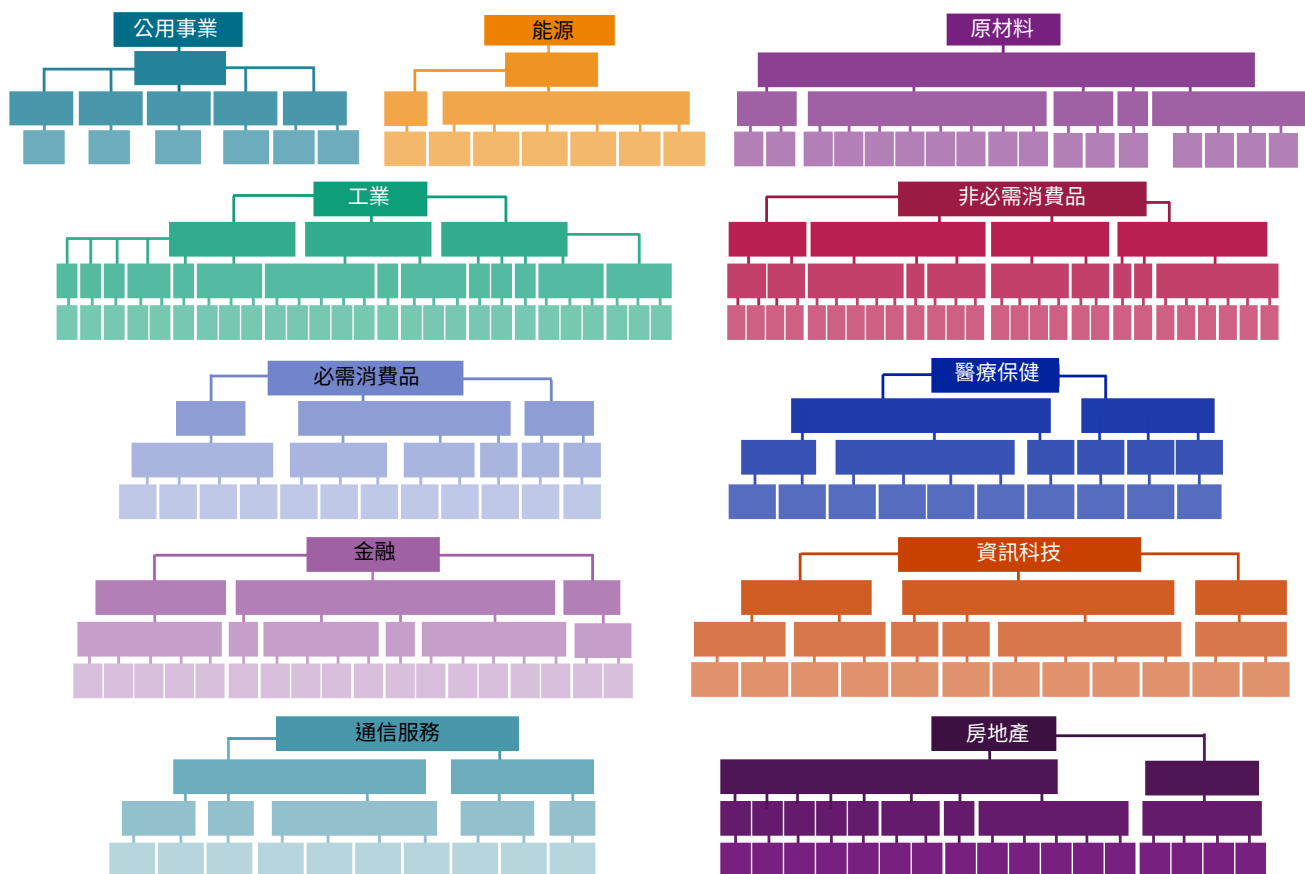 公用事業
能源
原材料
工業
非必需消費品
必需消費品
醫療保健
金融
資訊科技
通信服務
房地產